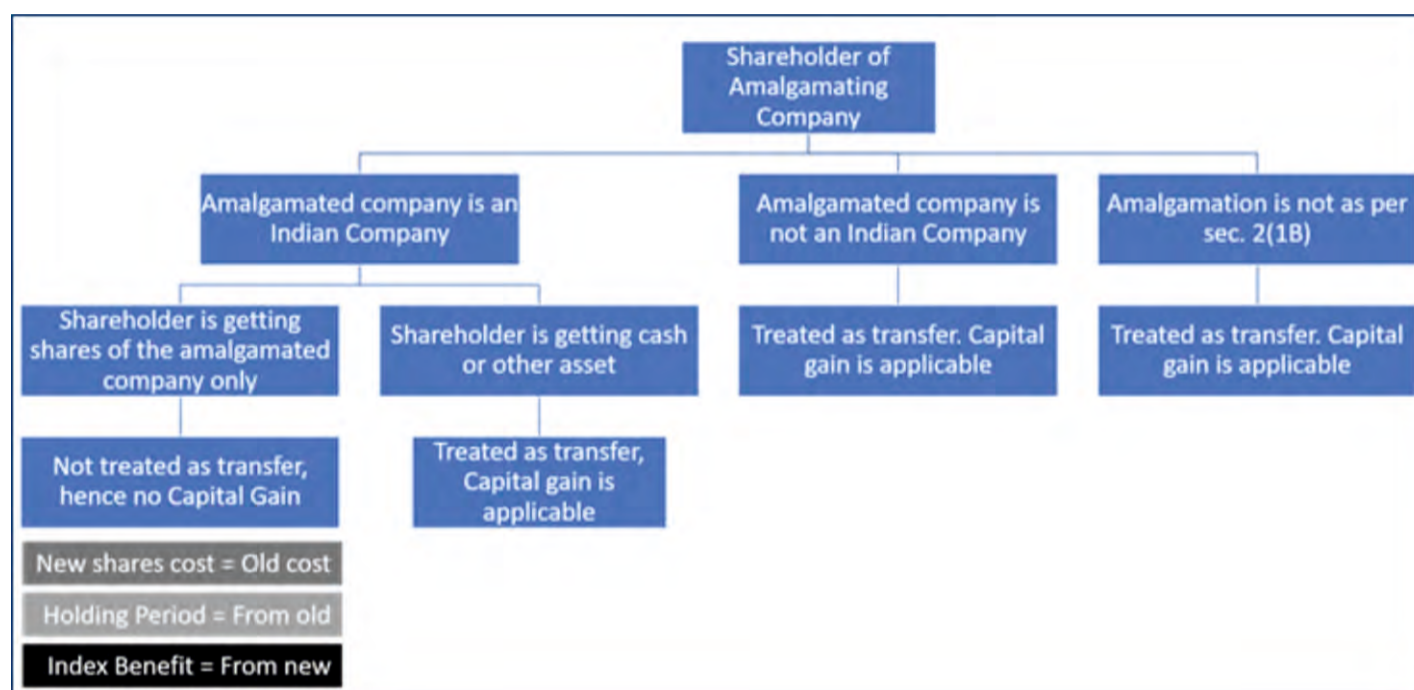 Shareholder of
Amalgamating
Company
Amalgamated company is an
Indian Company
Amalgamated company is
not an Indian Company
Amalgamation is not as per
sec. 2(1B)
Shareholder is getting
shares of the amalgamated
company only
Shareholder is getting cash
or other asset
Treated as transfer. Capital
gain is applicable
Treated as transfer. Capital
gain is applicable
Not treated as transfer,
hence no Capital Gain
Treated as transfer,
Capital gain is
applicable
New shares cost = Old cost
Holding Period = From old
Index Benefit = From new